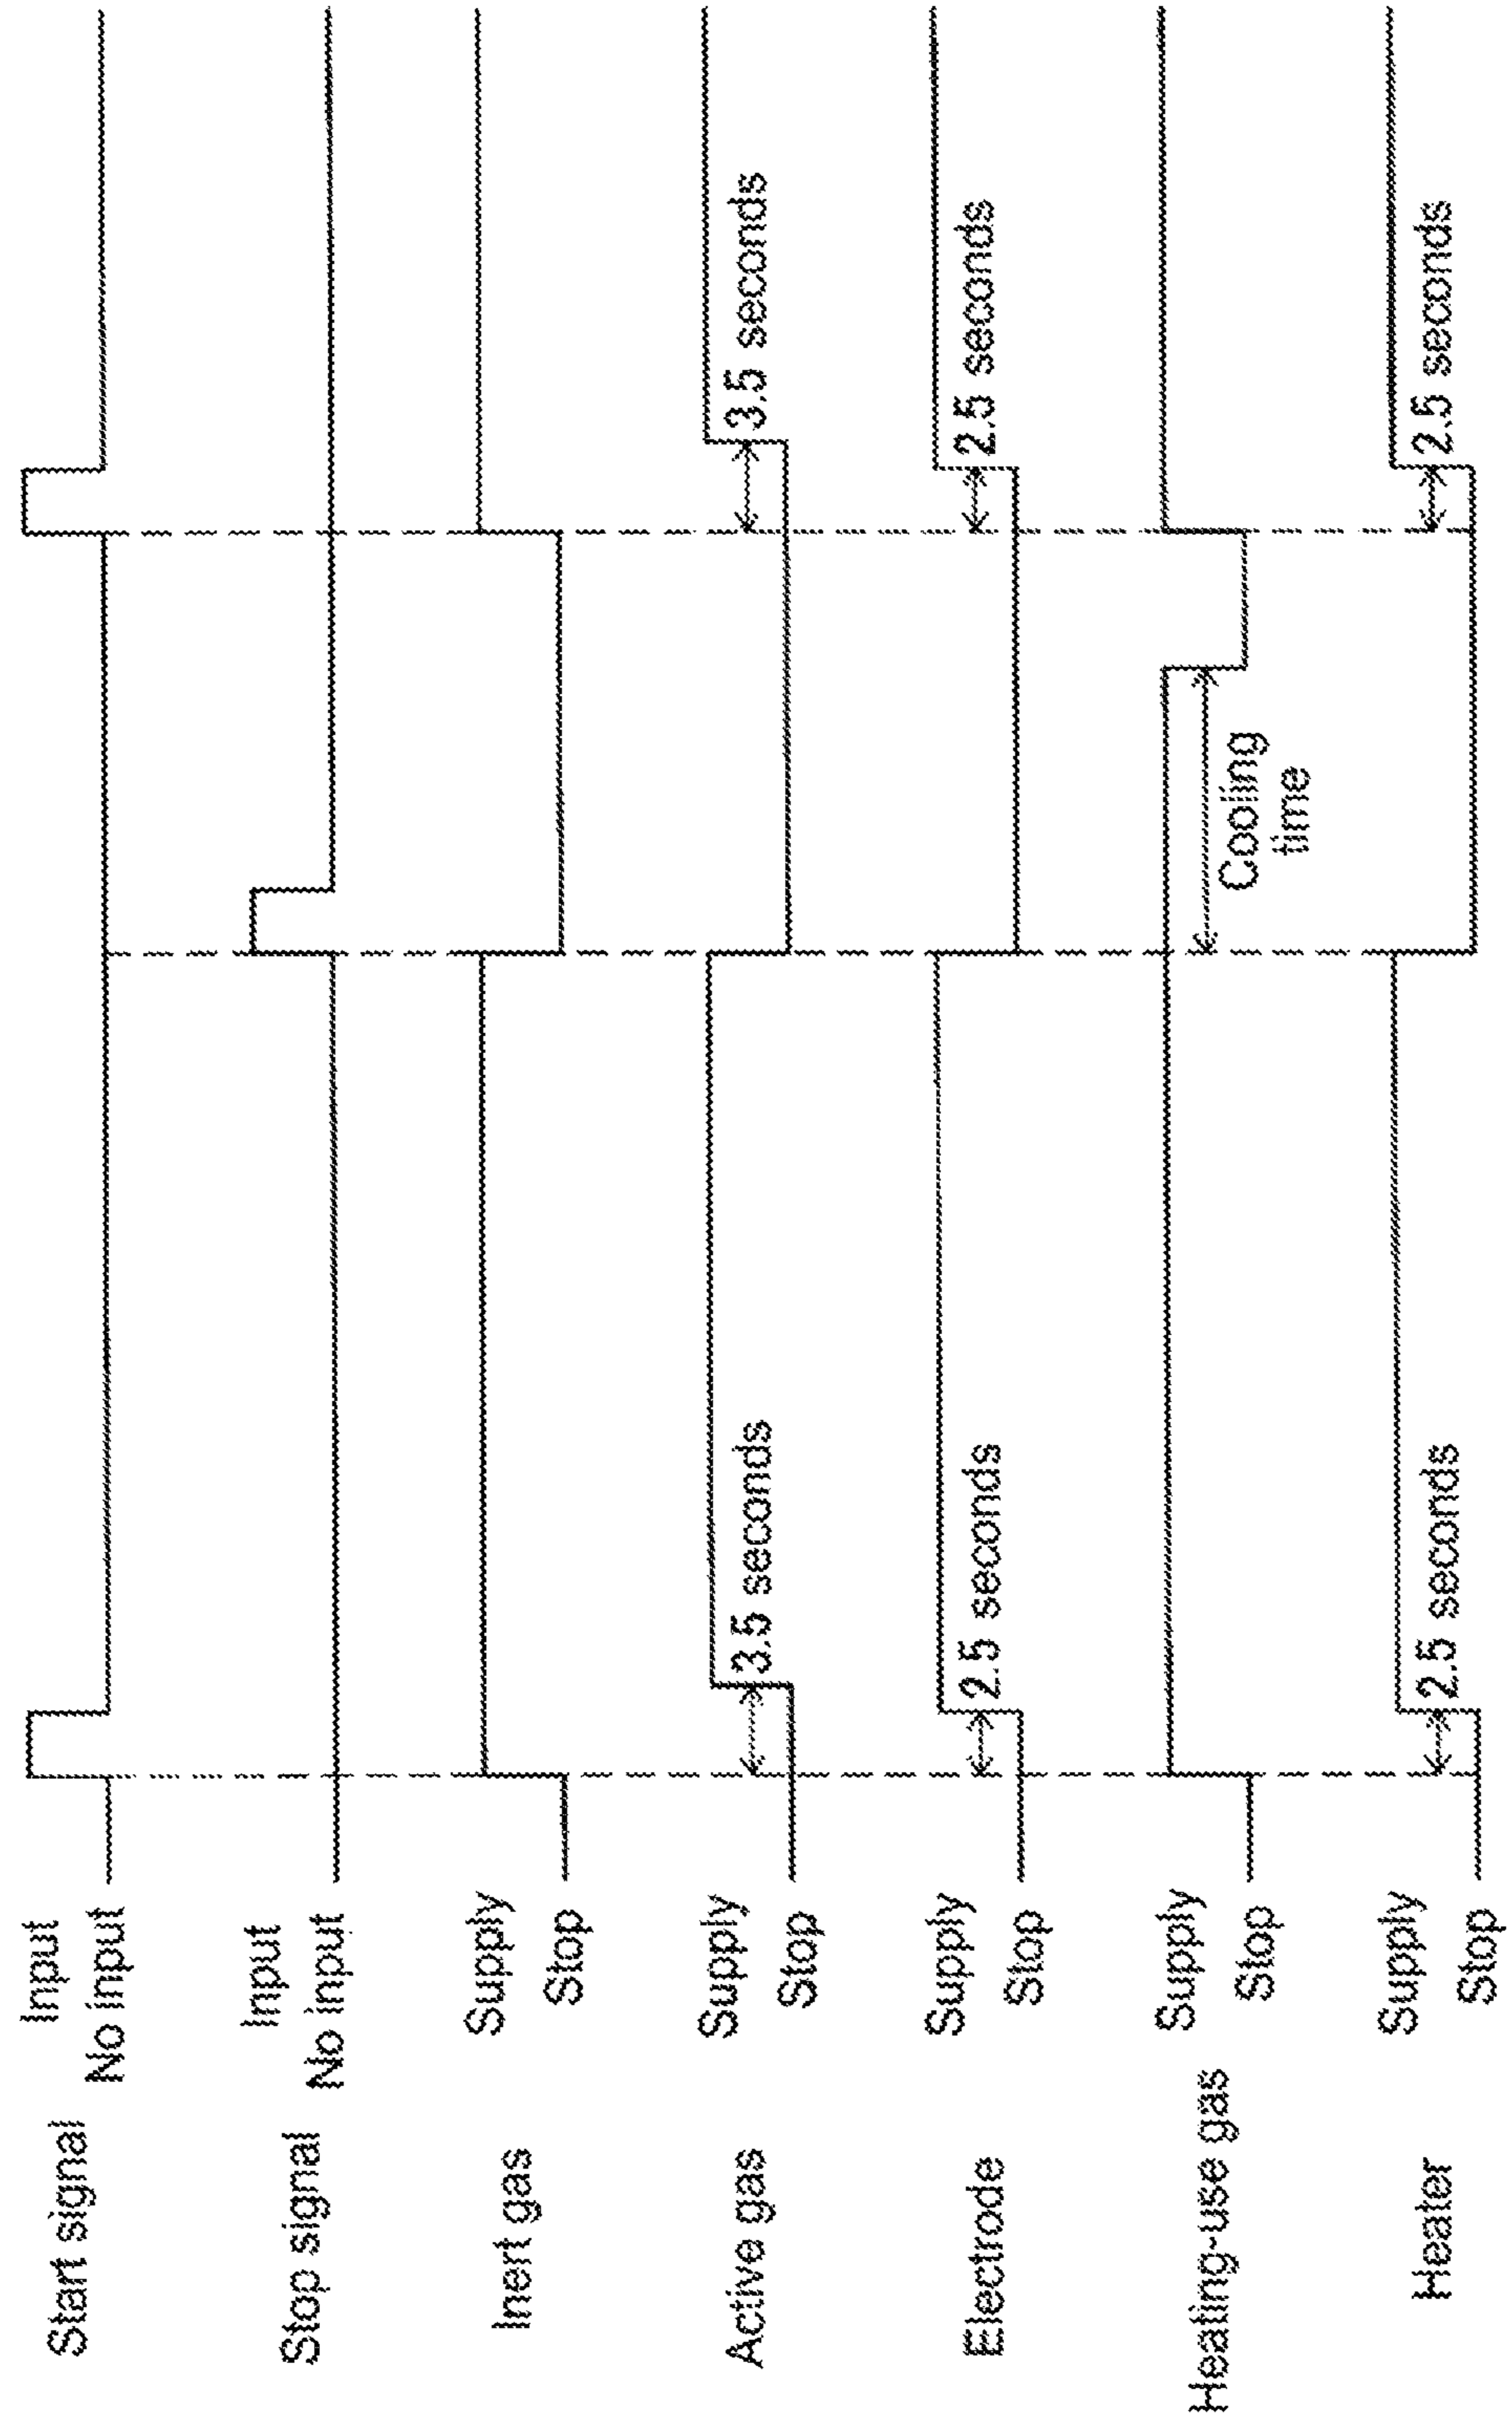 Start signal
Input
No input
Stop signal
Input
No input
Inert gas
Supply
Stop
Active gas
Supply
Stop
3.5 seconds
3.5 seconds
Electrode
Supply
Stop
2.5 seconds
2.5 seconds
Heating-use gas
Supply
Stop
Cooling
time
Heater
Supply
Stop
2.5 seconds
2.5 seconds